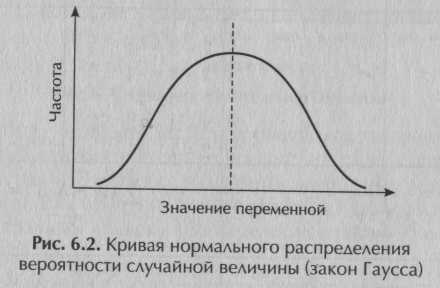 Частота
Значение переменной
Рис. 6.2. Кривая нормального распределения
вероятности случайной величины (закон Гаусса)